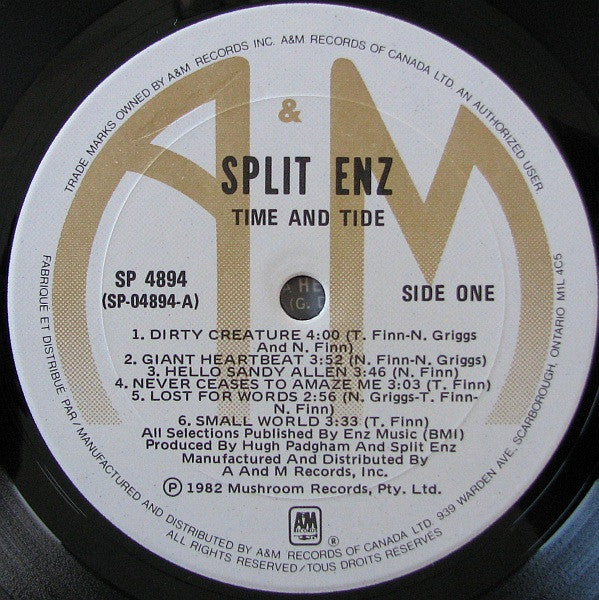 TRADE MARKS OWNED BY A&M RECORDS INC. A&M RECORDS OF CANADA LTD. AN AUTHORIZED USER
&
SPLIT ENZ
TIME AND TIDE
SP 4894
(SP-04894-A)
SIDE ONE
1. DIRTY CREATURE 4:00 (T. Finn-N. Griggs
And N. Finn)
2. GIANT HEARTBEAT 3:52 (N. Finn-N. Griggs)
3. HELLO SANDY ALLEN 3:46 (N. Finn)
4. NEVER CEASES TO AMAZE ME 3:03 (T. Finn)
5. LOST FOR WORDS 2:56 (N. Griggs-T. Finn-
N. Finn)
6. SMALL WORLD 3:33 (T. Finn)
All Selections Published By Enz Music (BMI)
Produced By Hugh Padgham And Split Enz
Manufactured And Distributed By
A And M Records, Inc.
℗ 1982 Mushroom Records, Pty. Ltd.
AM
RECORDS
®
FABRIQUÉ ET DISTRIBUÉ PAR/MANUFACTURED AND DISTRIBUTED BY A&M RECORDS OF CANADA LTD. 939 WARDEN AVE. SCARBOROUGH, ONTARIO M1L 4C5
ALL RIGHTS RESERVED/TOUS DROITS RESERVÉS